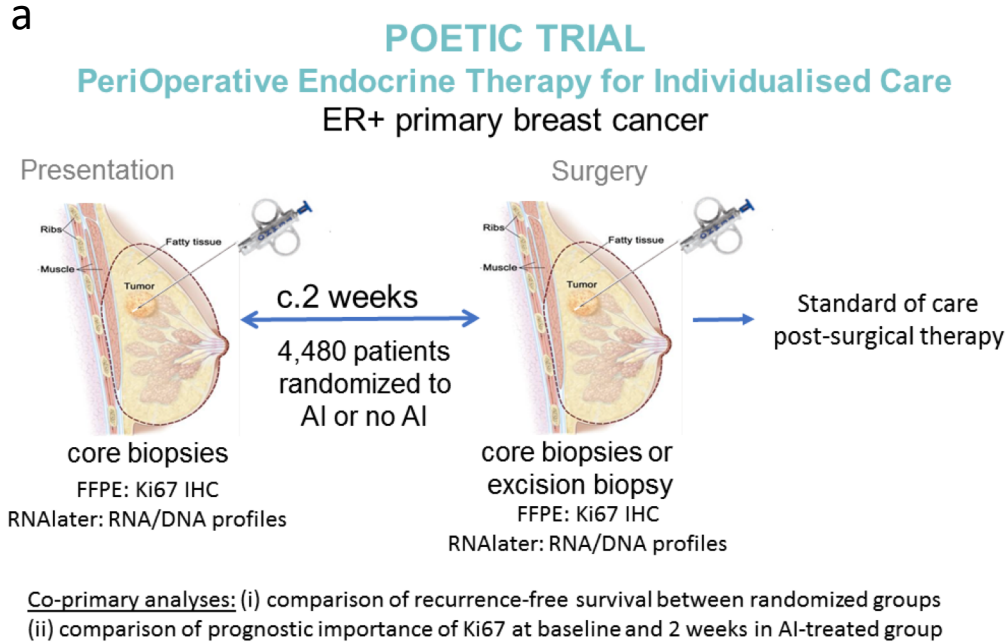 a
POETIC TRIAL
PeriOperative Endocrine Therapy for Individualised Care
ER+ primary breast cancer
Presentation
Surgery
Ribs
Fatty tissue
Muscle
Tumor
Ribs
Fatty tissue
Muscle
Tumor
c.2 weeks
4,480 patients
randomized to
AI or no AI
Standard of care
post-surgical therapy
core biopsies
FFPE: Ki67 IHC
RNAlater: RNA/DNA profiles
core biopsies or
excision biopsy
FFPE: Ki67 IHC
RNAlater: RNA/DNA profiles
Co-primary analyses: (i) comparison of recurrence-free survival between randomized groups
(ii) comparison of prognostic importance of Ki67 at baseline and 2 weeks in AI-treated group